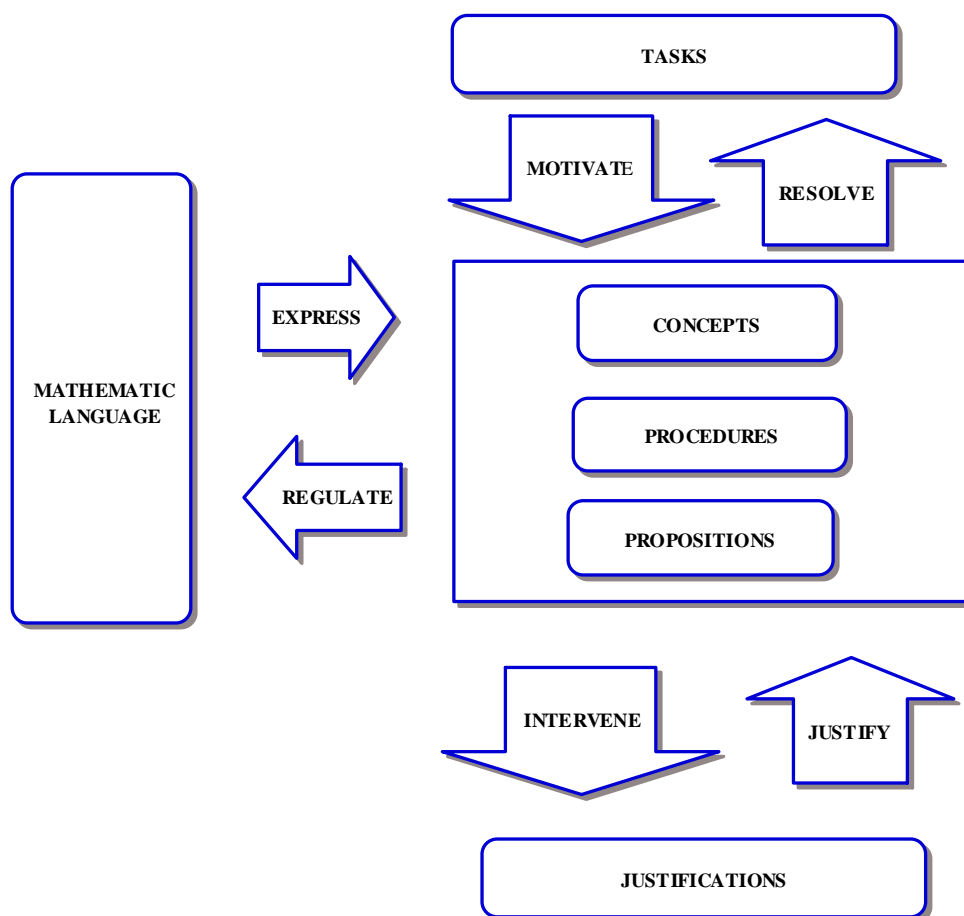 TASKS
MOTIVATE
RESOLVE
EXPRESS
CONCEPTS
MATHEMATIC
LANGUAGE
PROCEDURES
REGULATE
PROPOSITIONS
INTERVENE
JUSTIFY
JUSTIFICATIONS